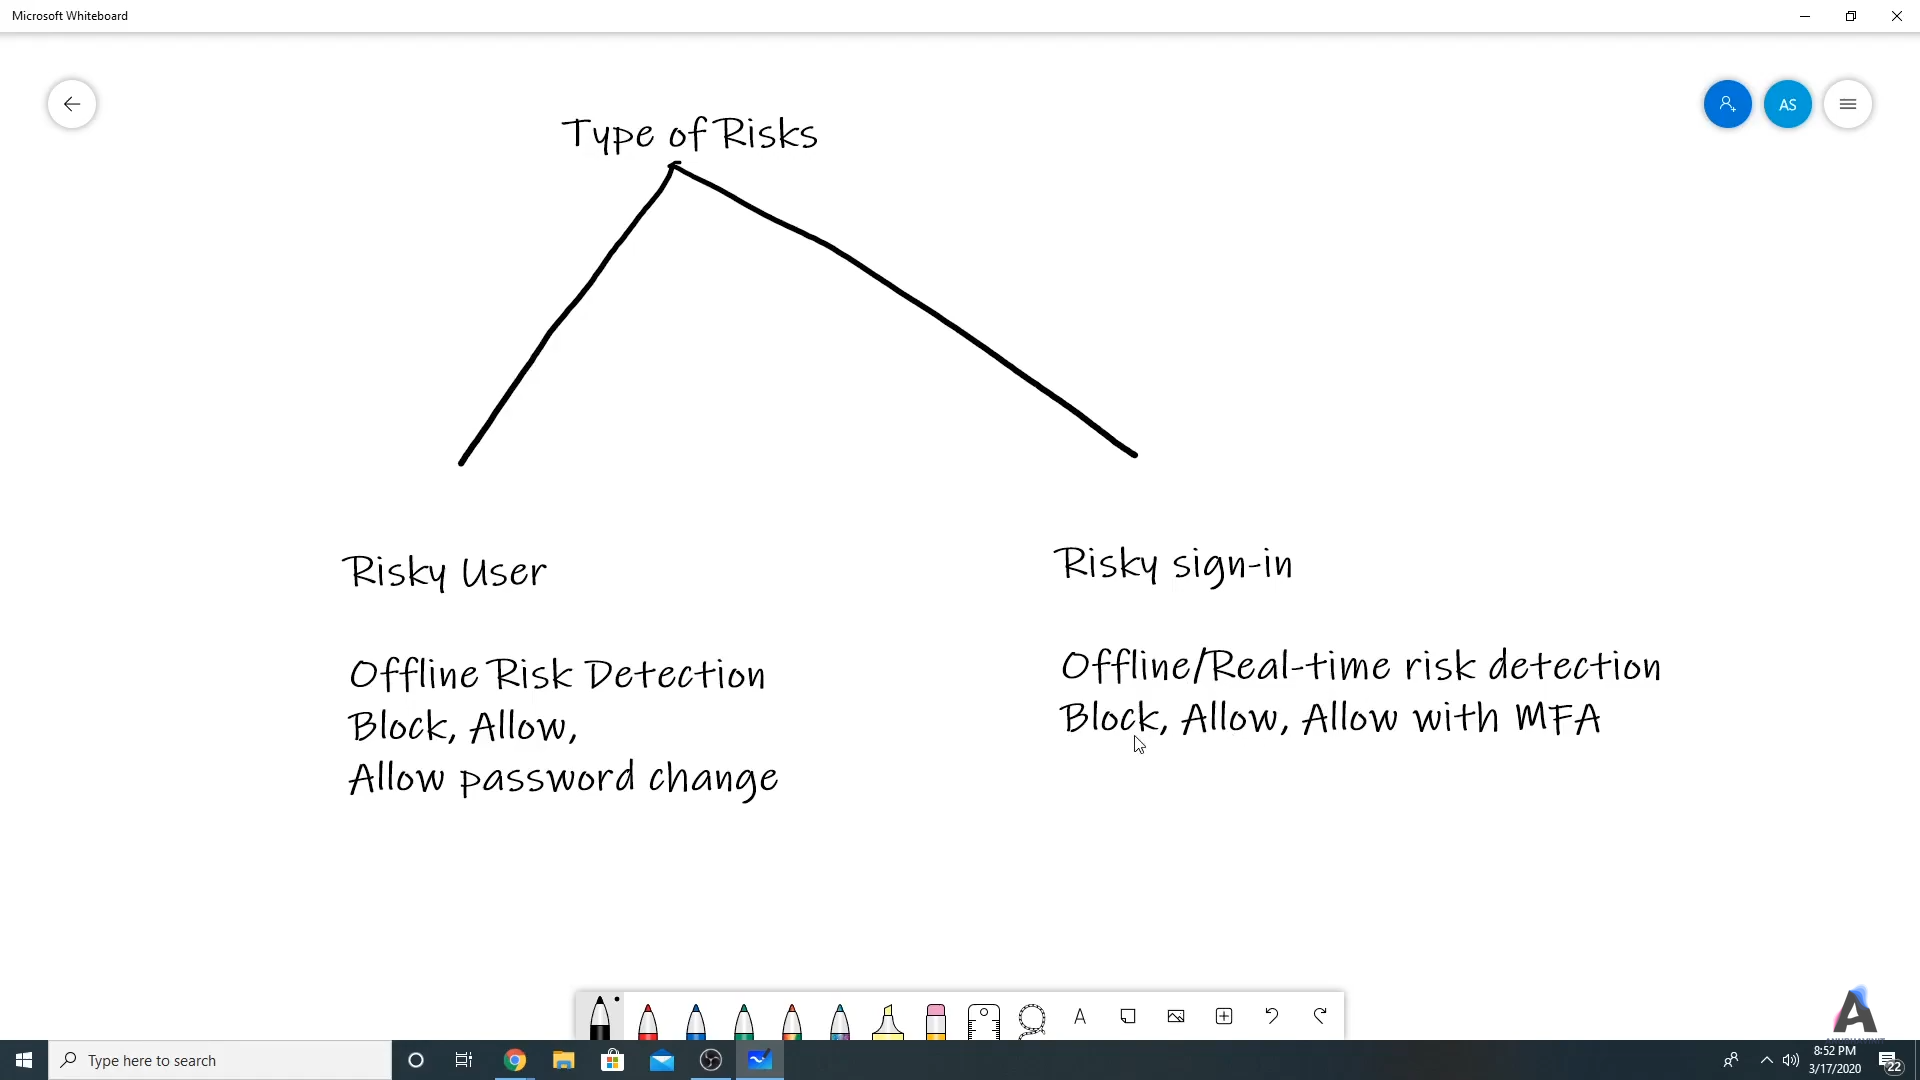 Microsoft Whiteboard
AS
Type of Risks
Risky User
Risky sign-in
Offline Risk Detection
Block, Allow,
Allow password change
Offline/Real-time risk detection
Block, Allow, Allow with MFA
A
Type here to search
8:52 PM
3/17/2020
22